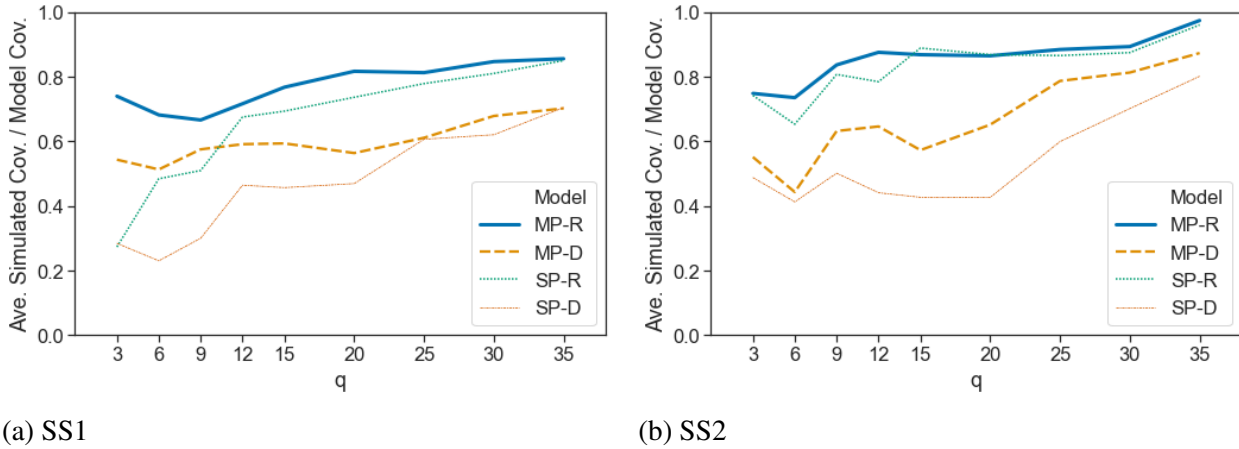 Ave. Simulated Cov. / Model Cov.
1.0
0.8
0.6
0.4
0.2
0.0
3 6 9 12 15 20 25 30 35
q
Model
MP-R
MP-D
SP-R
SP-D
(a) SS1
Ave. Simulated Cov. / Model Cov.
1.0
0.8
0.6
0.4
0.2
0.0
3 6 9 12 15 20 25 30 35
q
Model
MP-R
MP-D
SP-R
SP-D
(b) SS2